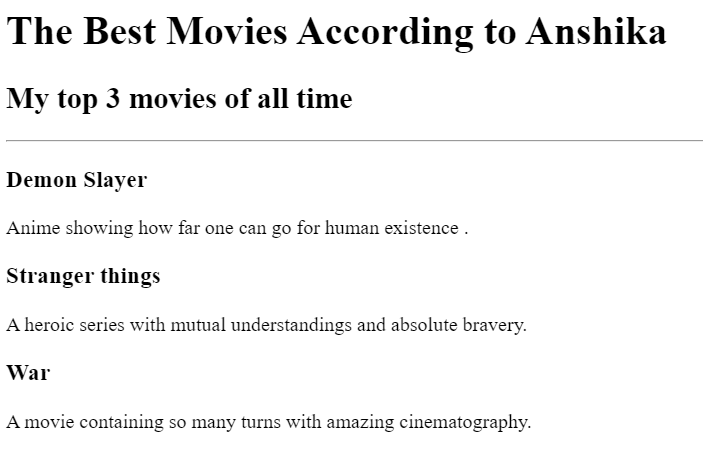 The Best Movies According to Anshika
My top 3 movies of all time
Demon Slayer
Anime showing how far one can go for human existence .
Stranger things
A heroic series with mutual understandings and absolute bravery.
War
A movie containing so many turns with amazing cinematography.